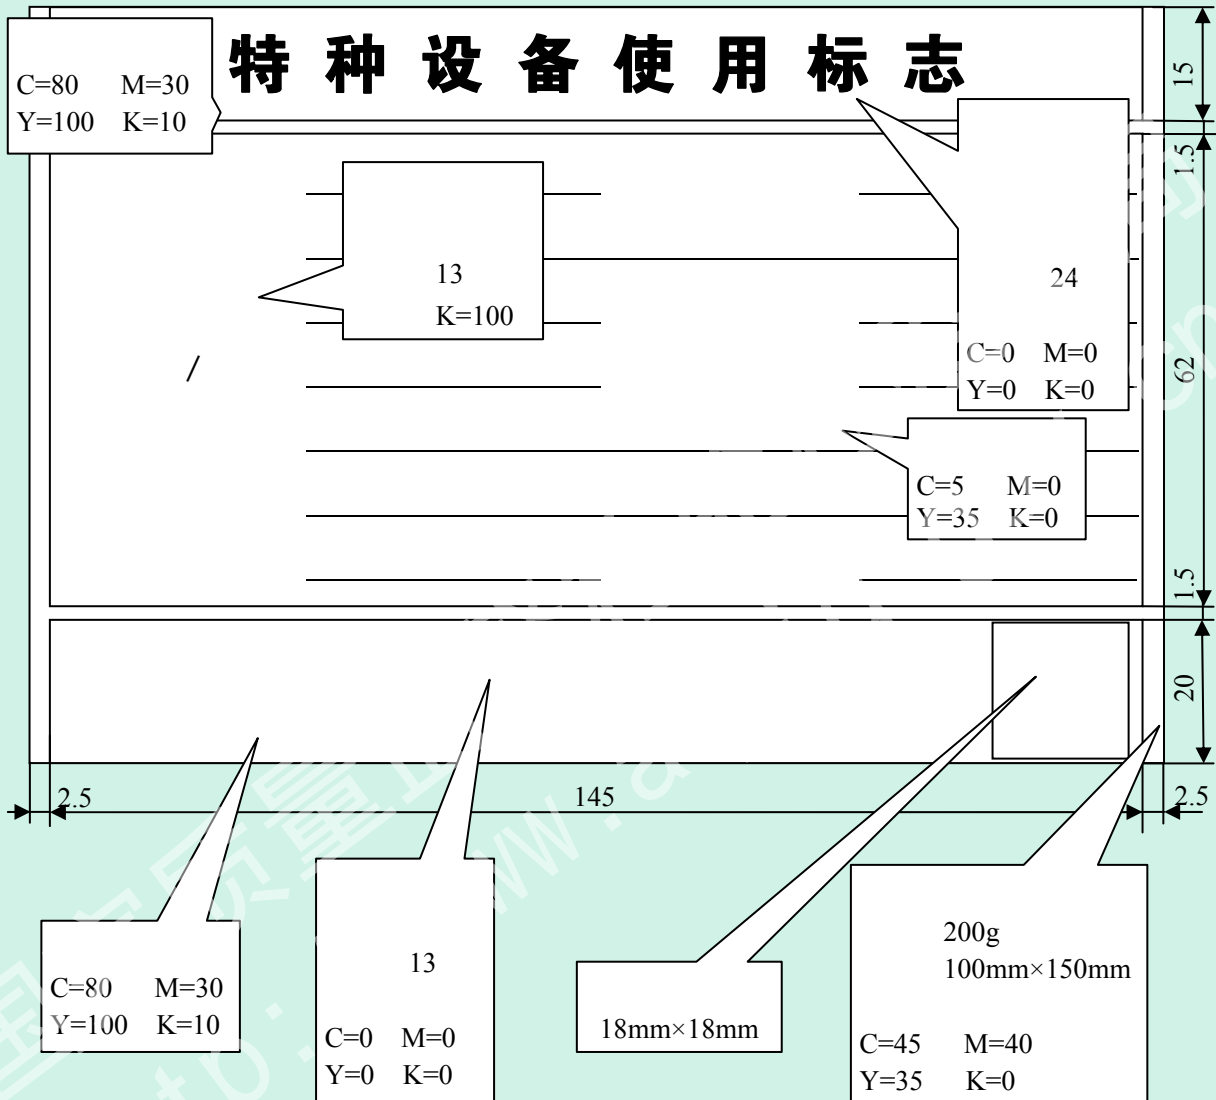 特种设备使用标志
C=80 M=30
Y=100 K=10
15
1.5
13
K=100
24
C=0 M=0
Y=0 K=0
62
/
C=5 M=0
Y=35 K=0
1.5
20
2.5
145
2.5
C=80 M=30
Y=100 K=10
13
C=0 M=0
Y=0 K=0
18mm×18mm
200g
100mm×150mm
C=45 M=40
Y=35 K=0